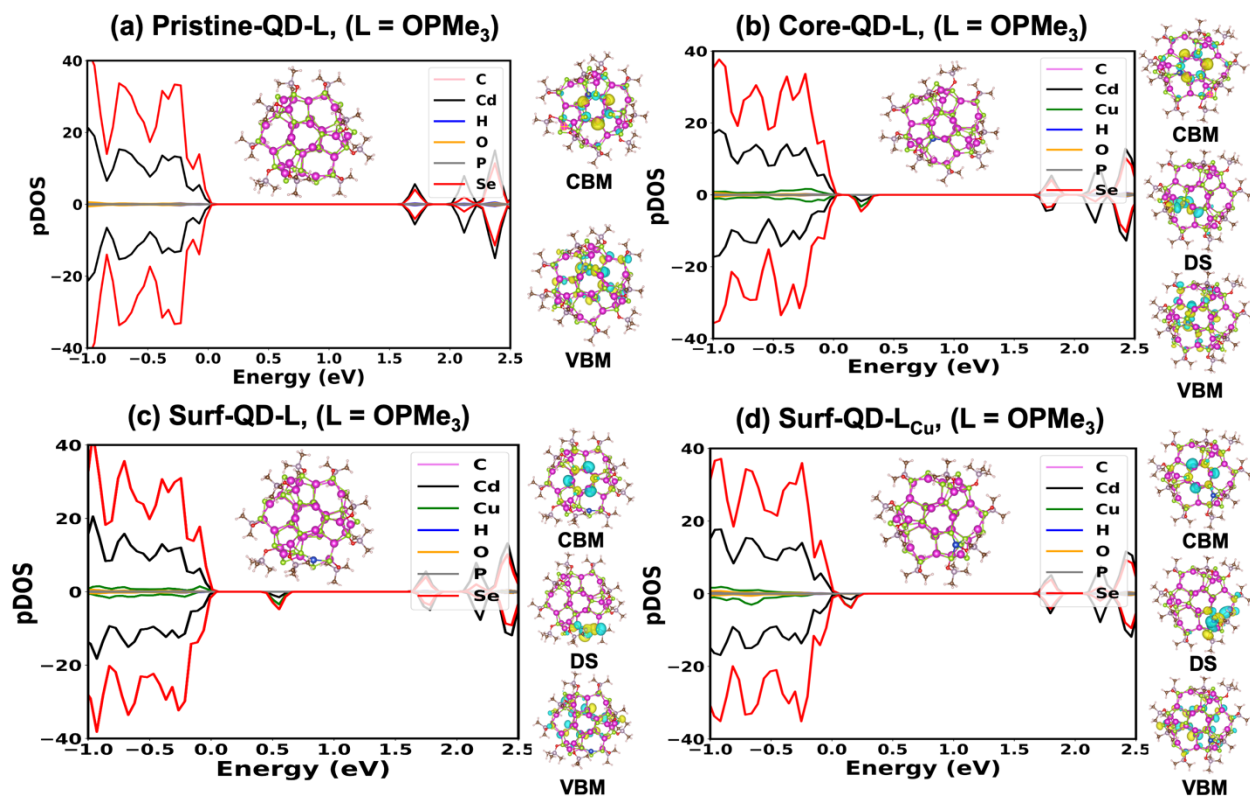 (a) Pristine-QD-L, (L = OPMe₃)
pDOS
40
20
0
−20
−40
C
Cd
H
O
P
Se
-1.0 -0.5 0.0 0.5 1.0 1.5 2.0 2.5
Energy (eV)
CBM
VBM
(b) Core-QD-L, (L = OPMe₃)
pDOS
40
20
0
−20
−40
C
Cd
Cu
H
O
P
Se
-1.0 -0.5 0.0 0.5 1.0 1.5 2.0 2.5
Energy (eV)
CBM
DS
VBM
(c) Surf-QD-L, (L = OPMe₃)
pDOS
40
20
0
−20
−40
C
Cd
Cu
H
O
P
Se
-1.0 -0.5 0.0 0.5 1.0 1.5 2.0 2.5
Energy (eV)
CBM
DS
VBM
(d) Surf-QD-L_Cu, (L = OPMe₃)
pDOS
40
20
0
−20
−40
C
Cd
Cu
H
O
P
Se
-1.0 -0.5 0.0 0.5 1.0 1.5 2.0 2.5
Energy (eV)
CBM
DS
VBM